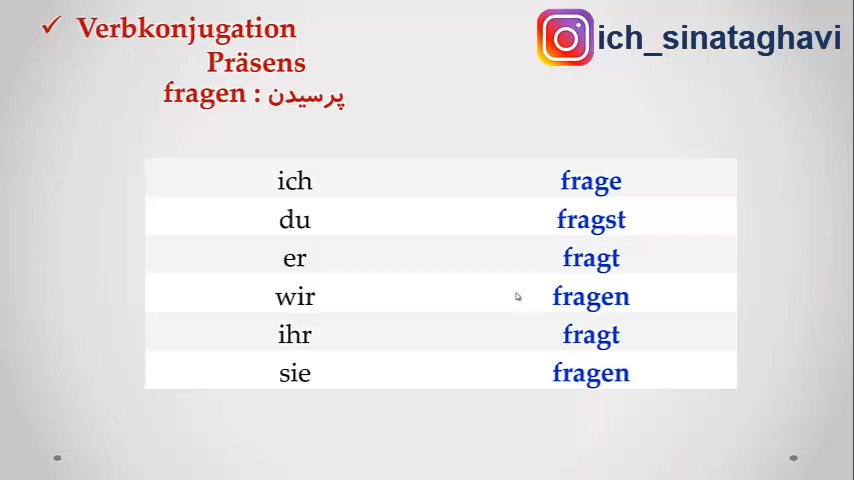 ✓ Verbkonjugation
Präsens
fragen : پرسیدن
ich_sinataghavi
ich frage
du fragst
er fragt
wir fragen
ihr fragt
sie fragen